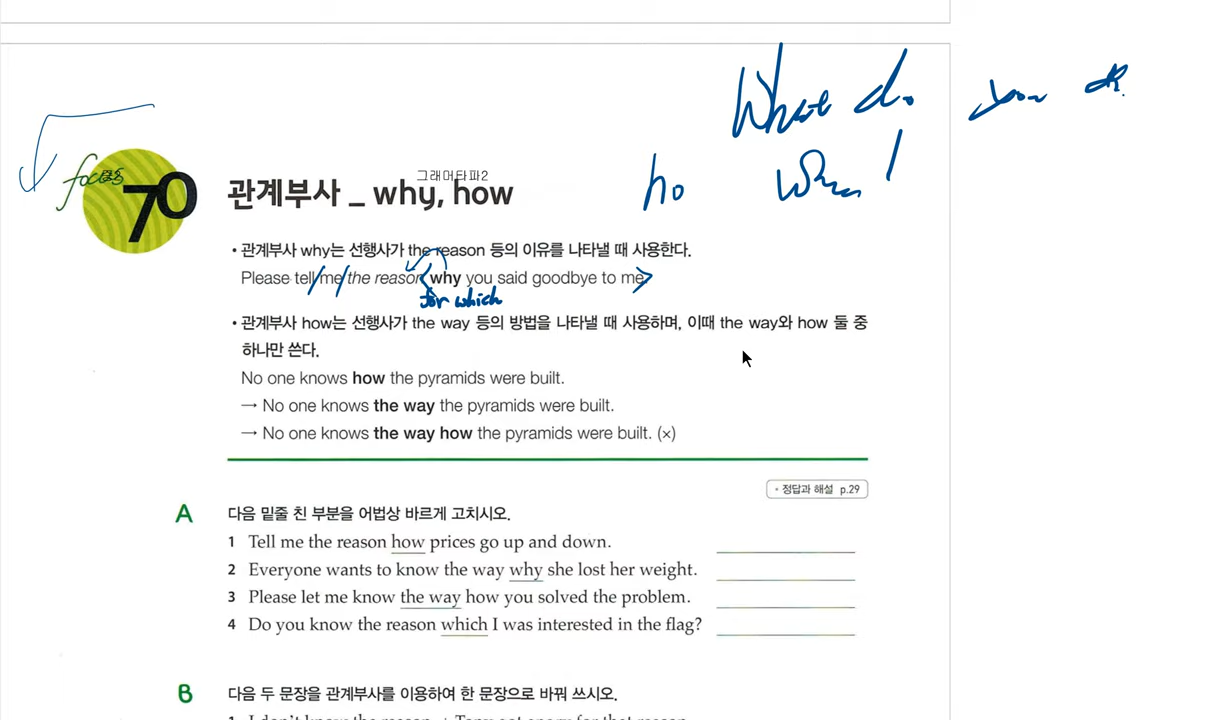 What do you
ho when
focus 70 관계부사 _ why, how
그래머타파2
• 관계부사 why는 선행사가 the reason 등의 이유를 나타낼 때 사용한다.
Please tell me the reason why you said goodbye to me.
for which
• 관계부사 how는 선행사가 the way 등의 방법을 나타낼 때 사용하며, 이때 the way와 how 둘 중
하나만 쓴다.
No one knows how the pyramids were built.
→ No one knows the way the pyramids were built.
→ No one knows the way how the pyramids were built. (×)
• 정답과 해설 p.29
A 다음 밑줄 친 부분을 어법상 바르게 고치시오.
1 Tell me the reason how prices go up and down.
2 Everyone wants to know the way why she lost her weight.
3 Please let me know the way how you solved the problem.
4 Do you know the reason which I was interested in the flag?
B 다음 두 문장을 관계부사를 이용하여 한 문장으로 바꿔 쓰시오.
1 I don't know the reason. + Tony got angry for that reason.